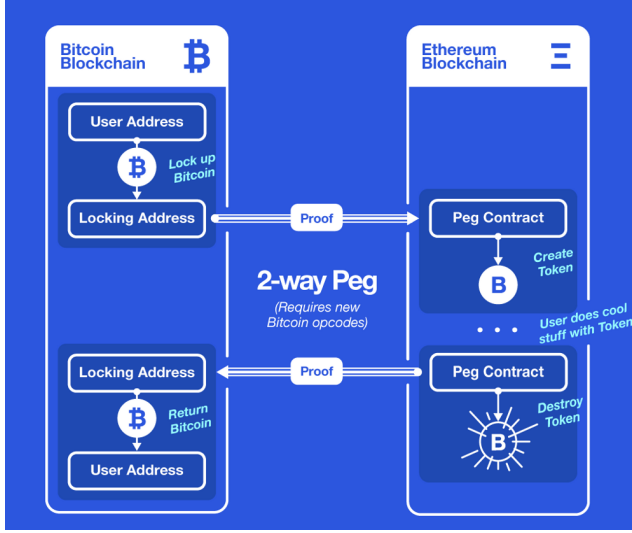 Bitcoin
Blockchain
₿
User Address
₿
Lock up
Bitcoin
Locking Address
Proof
2-way Peg
(Requires new
Bitcoin opcodes)
Locking Address
₿
Return
Bitcoin
User Address
Proof
Ethereum
Blockchain
Ξ
Peg Contract
Create
Token
B
• • •
User does cool
stuff with Token
Peg Contract
Destroy
Token
B